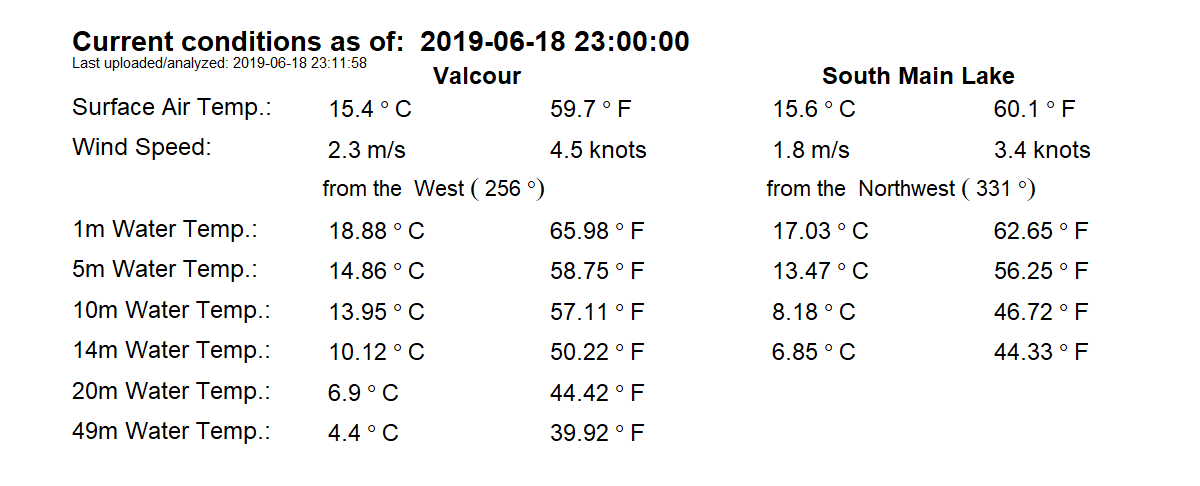 Current conditions as of: 2019-06-18 23:00:00
Last uploaded/analyzed: 2019-06-18 23:11:58
Valcour South Main Lake
Surface Air Temp.: 15.4 ° C 59.7 ° F 15.6 ° C 60.1 ° F
Wind Speed: 2.3 m/s 4.5 knots 1.8 m/s 3.4 knots
from the West ( 256 °) from the Northwest ( 331 °)
1m Water Temp.: 18.88 ° C 65.98 ° F 17.03 ° C 62.65 ° F
5m Water Temp.: 14.86 ° C 58.75 ° F 13.47 ° C 56.25 ° F
10m Water Temp.: 13.95 ° C 57.11 ° F 8.18 ° C 46.72 ° F
14m Water Temp.: 10.12 ° C 50.22 ° F 6.85 ° C 44.33 ° F
20m Water Temp.: 6.9 ° C 44.42 ° F
49m Water Temp.: 4.4 ° C 39.92 ° F